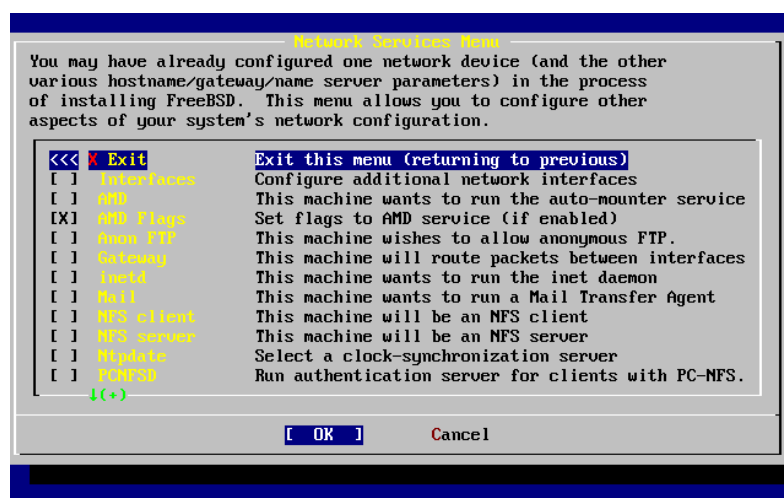 Network Services Menu
You may have already configured one network device (and the other
various hostname/gateway/name server parameters) in the process
of installing FreeBSD.  This menu allows you to configure other
aspects of your system's network configuration.
<<< X Exit Exit this menu (returning to previous)
[ ] Interfaces Configure additional network interfaces
[ ] AMD This machine wants to run the auto-mounter service
[X] AMD Flags Set flags to AMD service (if enabled)
[ ] Anon FTP This machine wishes to allow anonymous FTP.
[ ] Gateway This machine will route packets between interfaces
[ ] inetd This machine wants to run the inet daemon
[ ] Mail This machine wants to run a Mail Transfer Agent
[ ] NFS client This machine will be an NFS client
[ ] NFS server This machine will be an NFS server
[ ] Ntpdate Select a clock-synchronization server
[ ] PCNFSD Run authentication server for clients with PC-NFS.
↓(+)
[ OK ] Cancel